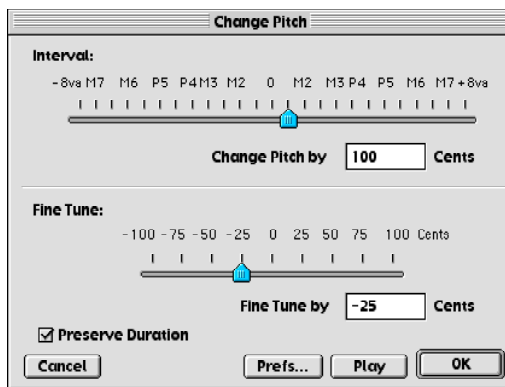 Change Pitch
Interval:
-8va M7 M6 P5 P4 M3 M2 0 M2 M3 P4 P5 M6 M7 +8va
Change Pitch by 100 Cents
Fine Tune:
-100 -75 -50 -25 0 25 50 75 100 Cents
Fine Tune by -25 Cents
Preserve Duration
Cancel Prefs... Play OK